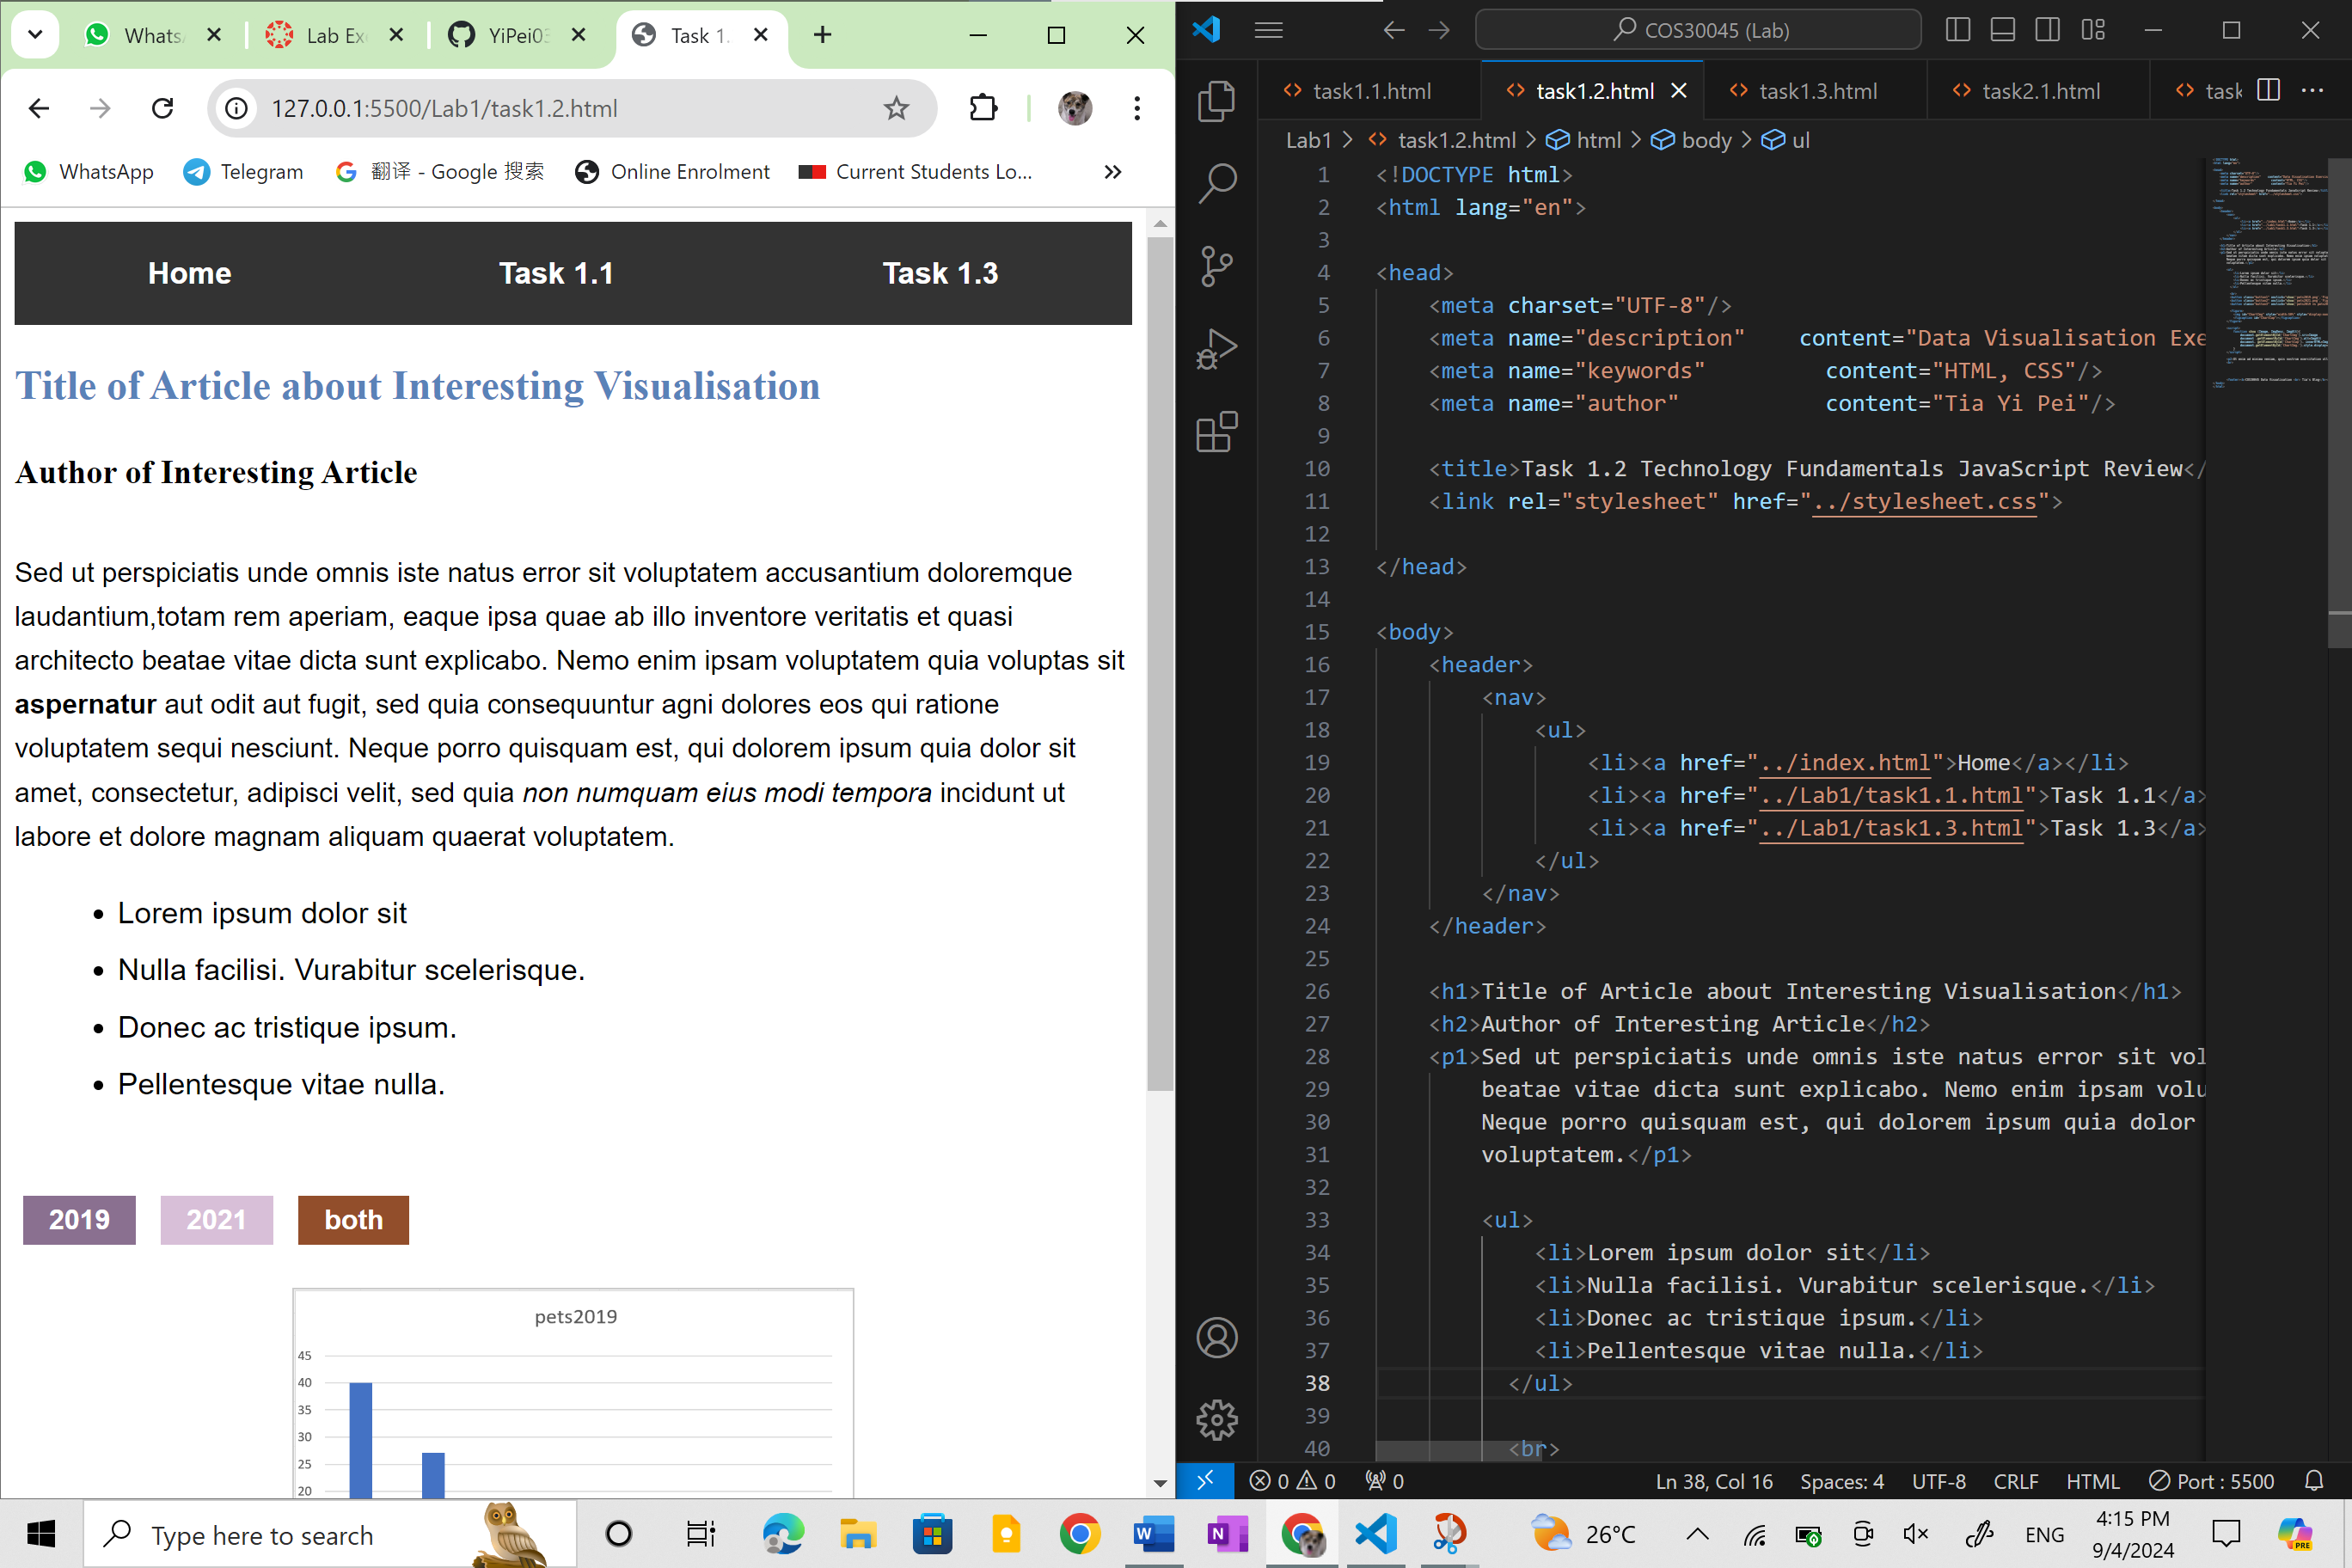 Whats
Lab Ex
YiPei03
Task 1.
127.0.0.1:5500/Lab1/task1.2.html
WhatsApp
Telegram
翻译 - Google 搜索
Online Enrolment
Current Students Lo...
Home
Task 1.1
Task 1.3
Title of Article about Interesting Visualisation
Author of Interesting Article
Sed ut perspiciatis unde omnis iste natus error sit voluptatem accusantium doloremque
laudantium,totam rem aperiam, eaque ipsa quae ab illo inventore veritatis et quasi
architecto beatae vitae dicta sunt explicabo. Nemo enim ipsam voluptatem quia voluptas sit
aspernatur aut odit aut fugit, sed quia consequuntur agni dolores eos qui ratione
voluptatem sequi nesciunt. Neque porro quisquam est, qui dolorem ipsum quia dolor sit
amet, consectetur, adipisci velit, sed quia non numquam eius modi tempora incidunt ut
labore et dolore magnam aliquam quaerat voluptatem.
• Lorem ipsum dolor sit
• Nulla facilisi. Vurabitur scelerisque.
• Donec ac tristique ipsum.
• Pellentesque vitae nulla.
2019
2021
both
pets2019
45
40
35
30
25
20
COS30045 (Lab)
task1.1.html
task1.2.html
task1.3.html
task2.1.html
task
Lab1 > task1.2.html > html > body > ul
1 <!DOCTYPE html>
2 <html lang="en">
3
4 <head>
5 <meta charset="UTF-8"/>
6 <meta name="description" content="Data Visualisation Exe
7 <meta name="keywords" content="HTML, CSS"/>
8 <meta name="author" content="Tia Yi Pei"/>
9
10 <title>Task 1.2 Technology Fundamentals JavaScript Review</
11 <link rel="stylesheet" href="../stylesheet.css">
12
13 </head>
14
15 <body>
16 <header>
17 <nav>
18 <ul>
19 <li><a href="../index.html">Home</a></li>
20 <li><a href="../Lab1/task1.1.html">Task 1.1</a>
21 <li><a href="../Lab1/task1.3.html">Task 1.3</a>
22 </ul>
23 </nav>
24 </header>
25
26 <h1>Title of Article about Interesting Visualisation</h1>
27 <h2>Author of Interesting Article</h2>
28 <p1>Sed ut perspiciatis unde omnis iste natus error sit vol
29 beatae vitae dicta sunt explicabo. Nemo enim ipsam volu
30 Neque porro quisquam est, qui dolorem ipsum quia dolor
31 voluptatem.</p1>
32
33 <ul>
34 <li>Lorem ipsum dolor sit</li>
35 <li>Nulla facilisi. Vurabitur scelerisque.</li>
36 <li>Donec ac tristique ipsum.</li>
37 <li>Pellentesque vitae nulla.</li>
38 </ul>
39
40 <br>
0 0 0
Ln 38, Col 16
Spaces: 4
UTF-8
CRLF
HTML
Port : 5500
Type here to search
26°C
ENG
4:15 PM
9/4/2024
PRE